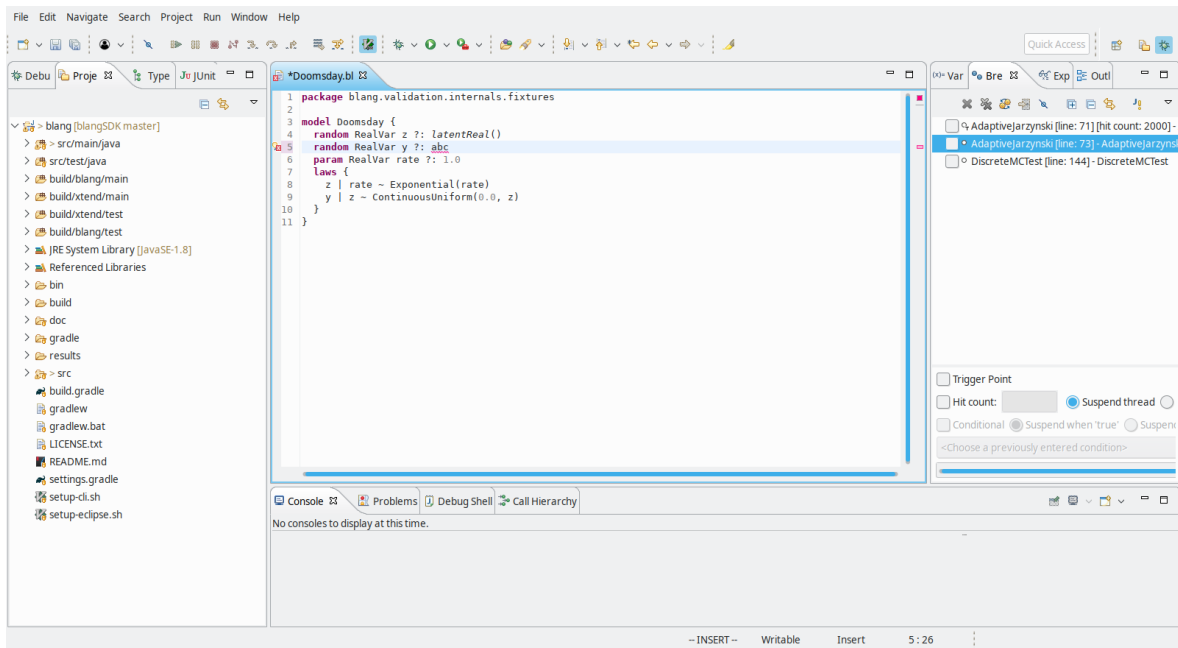 File Edit Navigate Search Project Run Window Help
Quick Access
Debu Proje Type JUnit
> blang [blangSDK master]
> src/main/java
src/test/java
build/blang/main
build/xtend/main
build/xtend/test
build/blang/test
JRE System Library [JavaSE-1.8]
Referenced Libraries
bin
build
doc
gradle
results
> src
build.gradle
gradlew
gradlew.bat
LICENSE.txt
README.md
settings.gradle
setup-cli.sh
setup-eclipse.sh
*Doomsday.bl
1 package blang.validation.internals.fixtures
2
3 model Doomsday {
4 random RealVar z ?: latentReal()
5 random RealVar y ?: abc
6 param RealVar rate ?: 1.0
7 laws {
8 z | rate ~ Exponential(rate)
9 y | z ~ ContinuousUniform(0.0, z)
10 }
11 }
(x)= Var Bre Exp Outl
AdaptiveJarzynski [line: 71] [hit count: 2000] -
AdaptiveJarzynski [line: 73] - AdaptiveJarzynsl
DiscreteMCTest [line: 144] - DiscreteMCTest
Trigger Point
Hit count: Suspend thread
Conditional Suspend when 'true' Suspen
<Choose a previously entered condition>
Console Problems Debug Shell Call Hierarchy
No consoles to display at this time.
-- INSERT -- Writable Insert 5 : 26